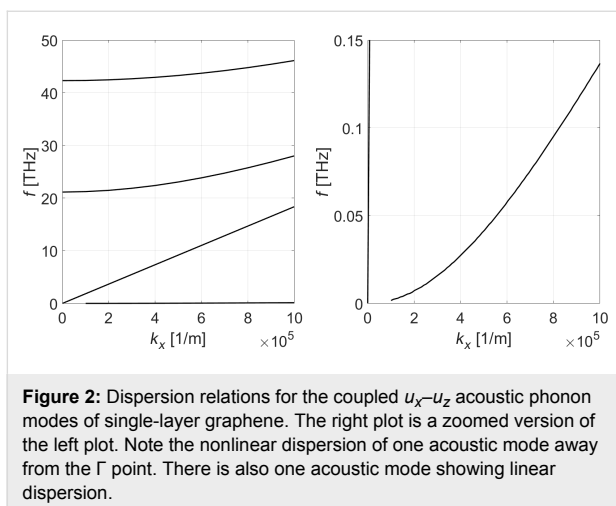 50
40
30
20
10
0
f [THz]
0 2 4 6 8 10
k_x [1/m] ×10^5
0.15
0.1
0.05
0
f [THz]
0 2 4 6 8 10
k_x [1/m] ×10^5
Figure 2: Dispersion relations for the coupled u_x–u_z acoustic phonon
modes of single-layer graphene. The right plot is a zoomed version of
the left plot. Note the nonlinear dispersion of one acoustic mode away
from the Γ point. There is also one acoustic mode showing linear
dispersion.